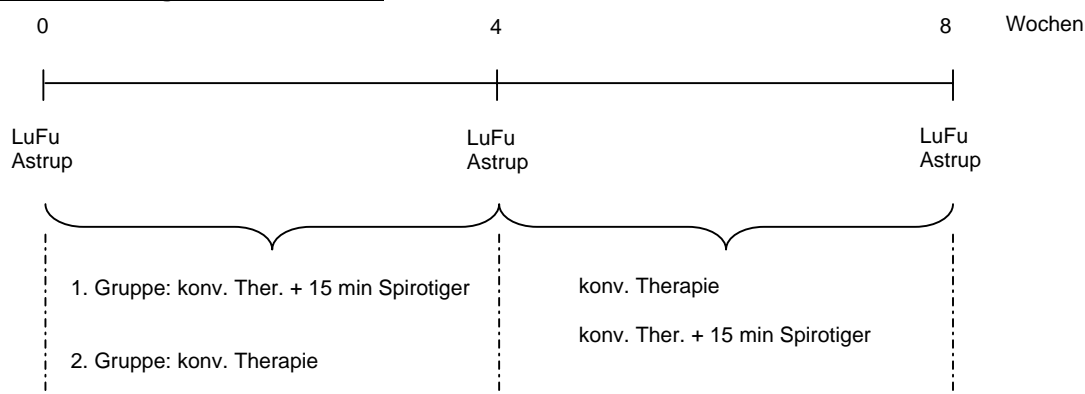 0
4
8
Wochen
LuFu
Astrup
LuFu
Astrup
LuFu
Astrup
1. Gruppe: konv. Ther. + 15 min Spirotiger
2. Gruppe: konv. Therapie
konv. Therapie
konv. Ther. + 15 min Spirotiger